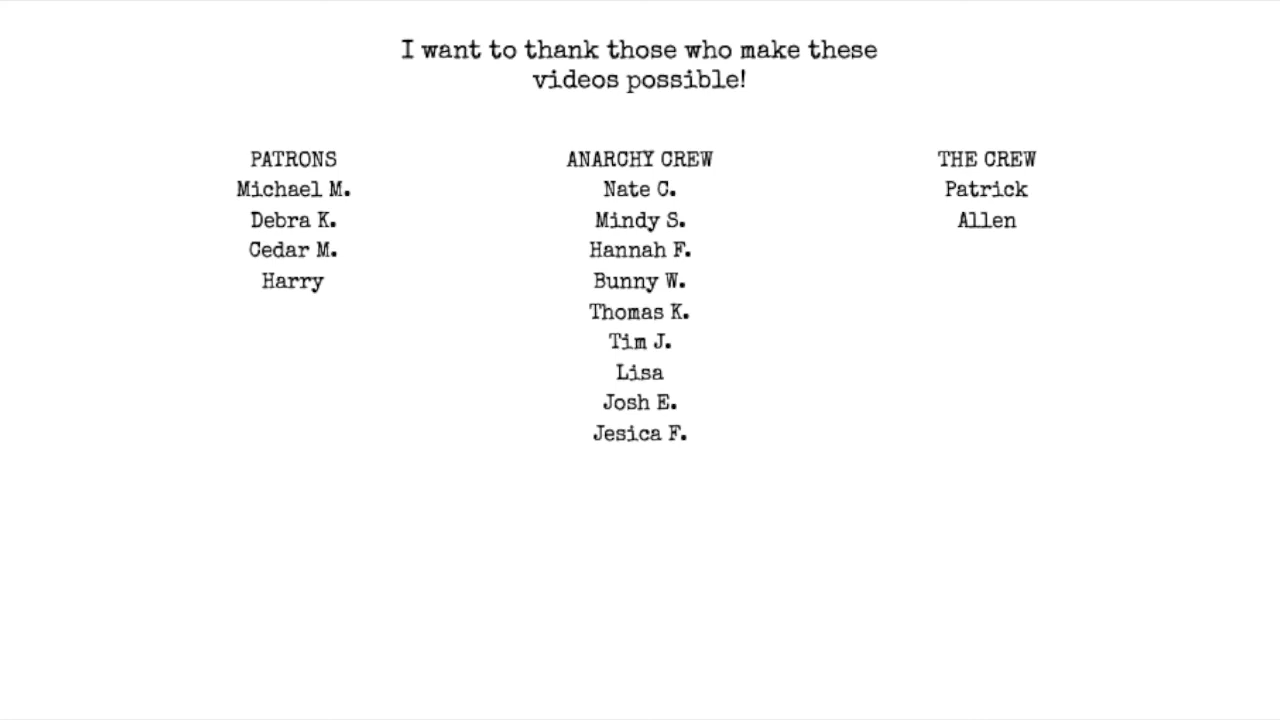 I want to thank those who make these
videos possible!
PATRONS
Michael M.
Debra K.
Cedar M.
Harry
ANARCHY CREW
Nate C.
Mindy S.
Hannah F.
Bunny W.
Thomas K.
Tim J.
Lisa
Josh E.
Jesica F.
THE CREW
Patrick
Allen